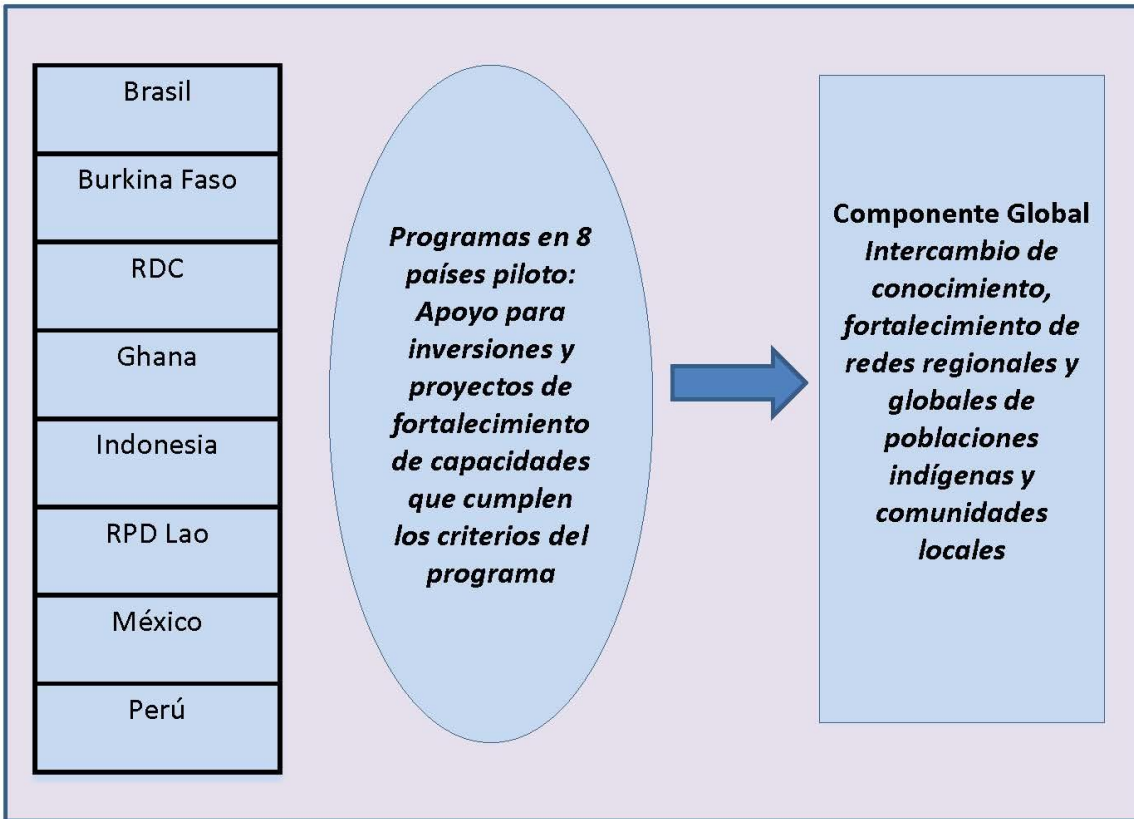 Brasil
Burkina Faso
RDC
Ghana
Indonesia
RPD Lao
México
Perú
Programas en 8
países piloto:
Apoyo para
inversiones y
proyectos de
fortalecimiento
de capacidades
que cumplen
los criterios del
programa
Componente Global
Intercambio de
conocimiento,
fortalecimiento de
redes regionales y
globales de
poblaciones
indígenas y
comunidades
locales